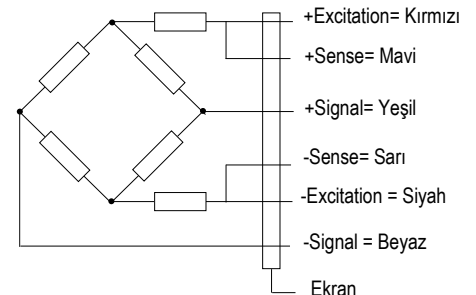 +Excitation= Kırmızı
+Sense= Mavi
+Signal= Yeşil
-Sense= Sarı
-Excitation = Siyah
-Signal = Beyaz
Ekran